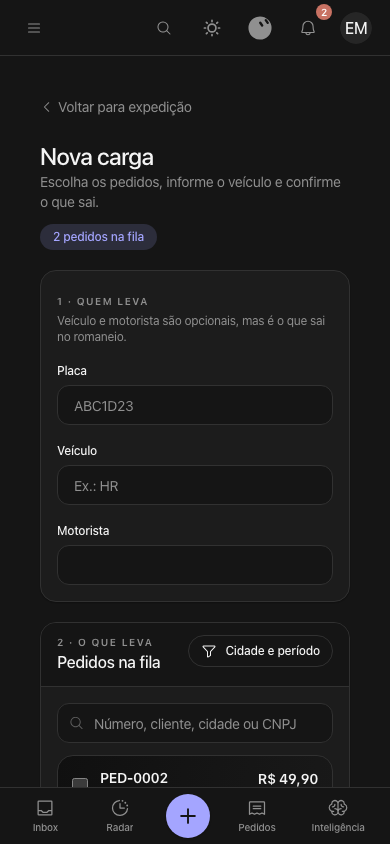 2
EM
Voltar para expedição
Nova carga
Escolha os pedidos, informe o veículo e confirme
o que sai.
2 pedidos na fila
1 · QUEM LEVA
Veículo e motorista são opcionais, mas é o que sai
no romaneio.
Placa
ABC1D23
Veículo
Ex.: HR
Motorista
2 · O QUE LEVA
Pedidos na fila
Cidade e período
Número, cliente, cidade ou CNPJ
PED-0002
R$ 49,90
Inbox
Radar
Pedidos
Inteligência